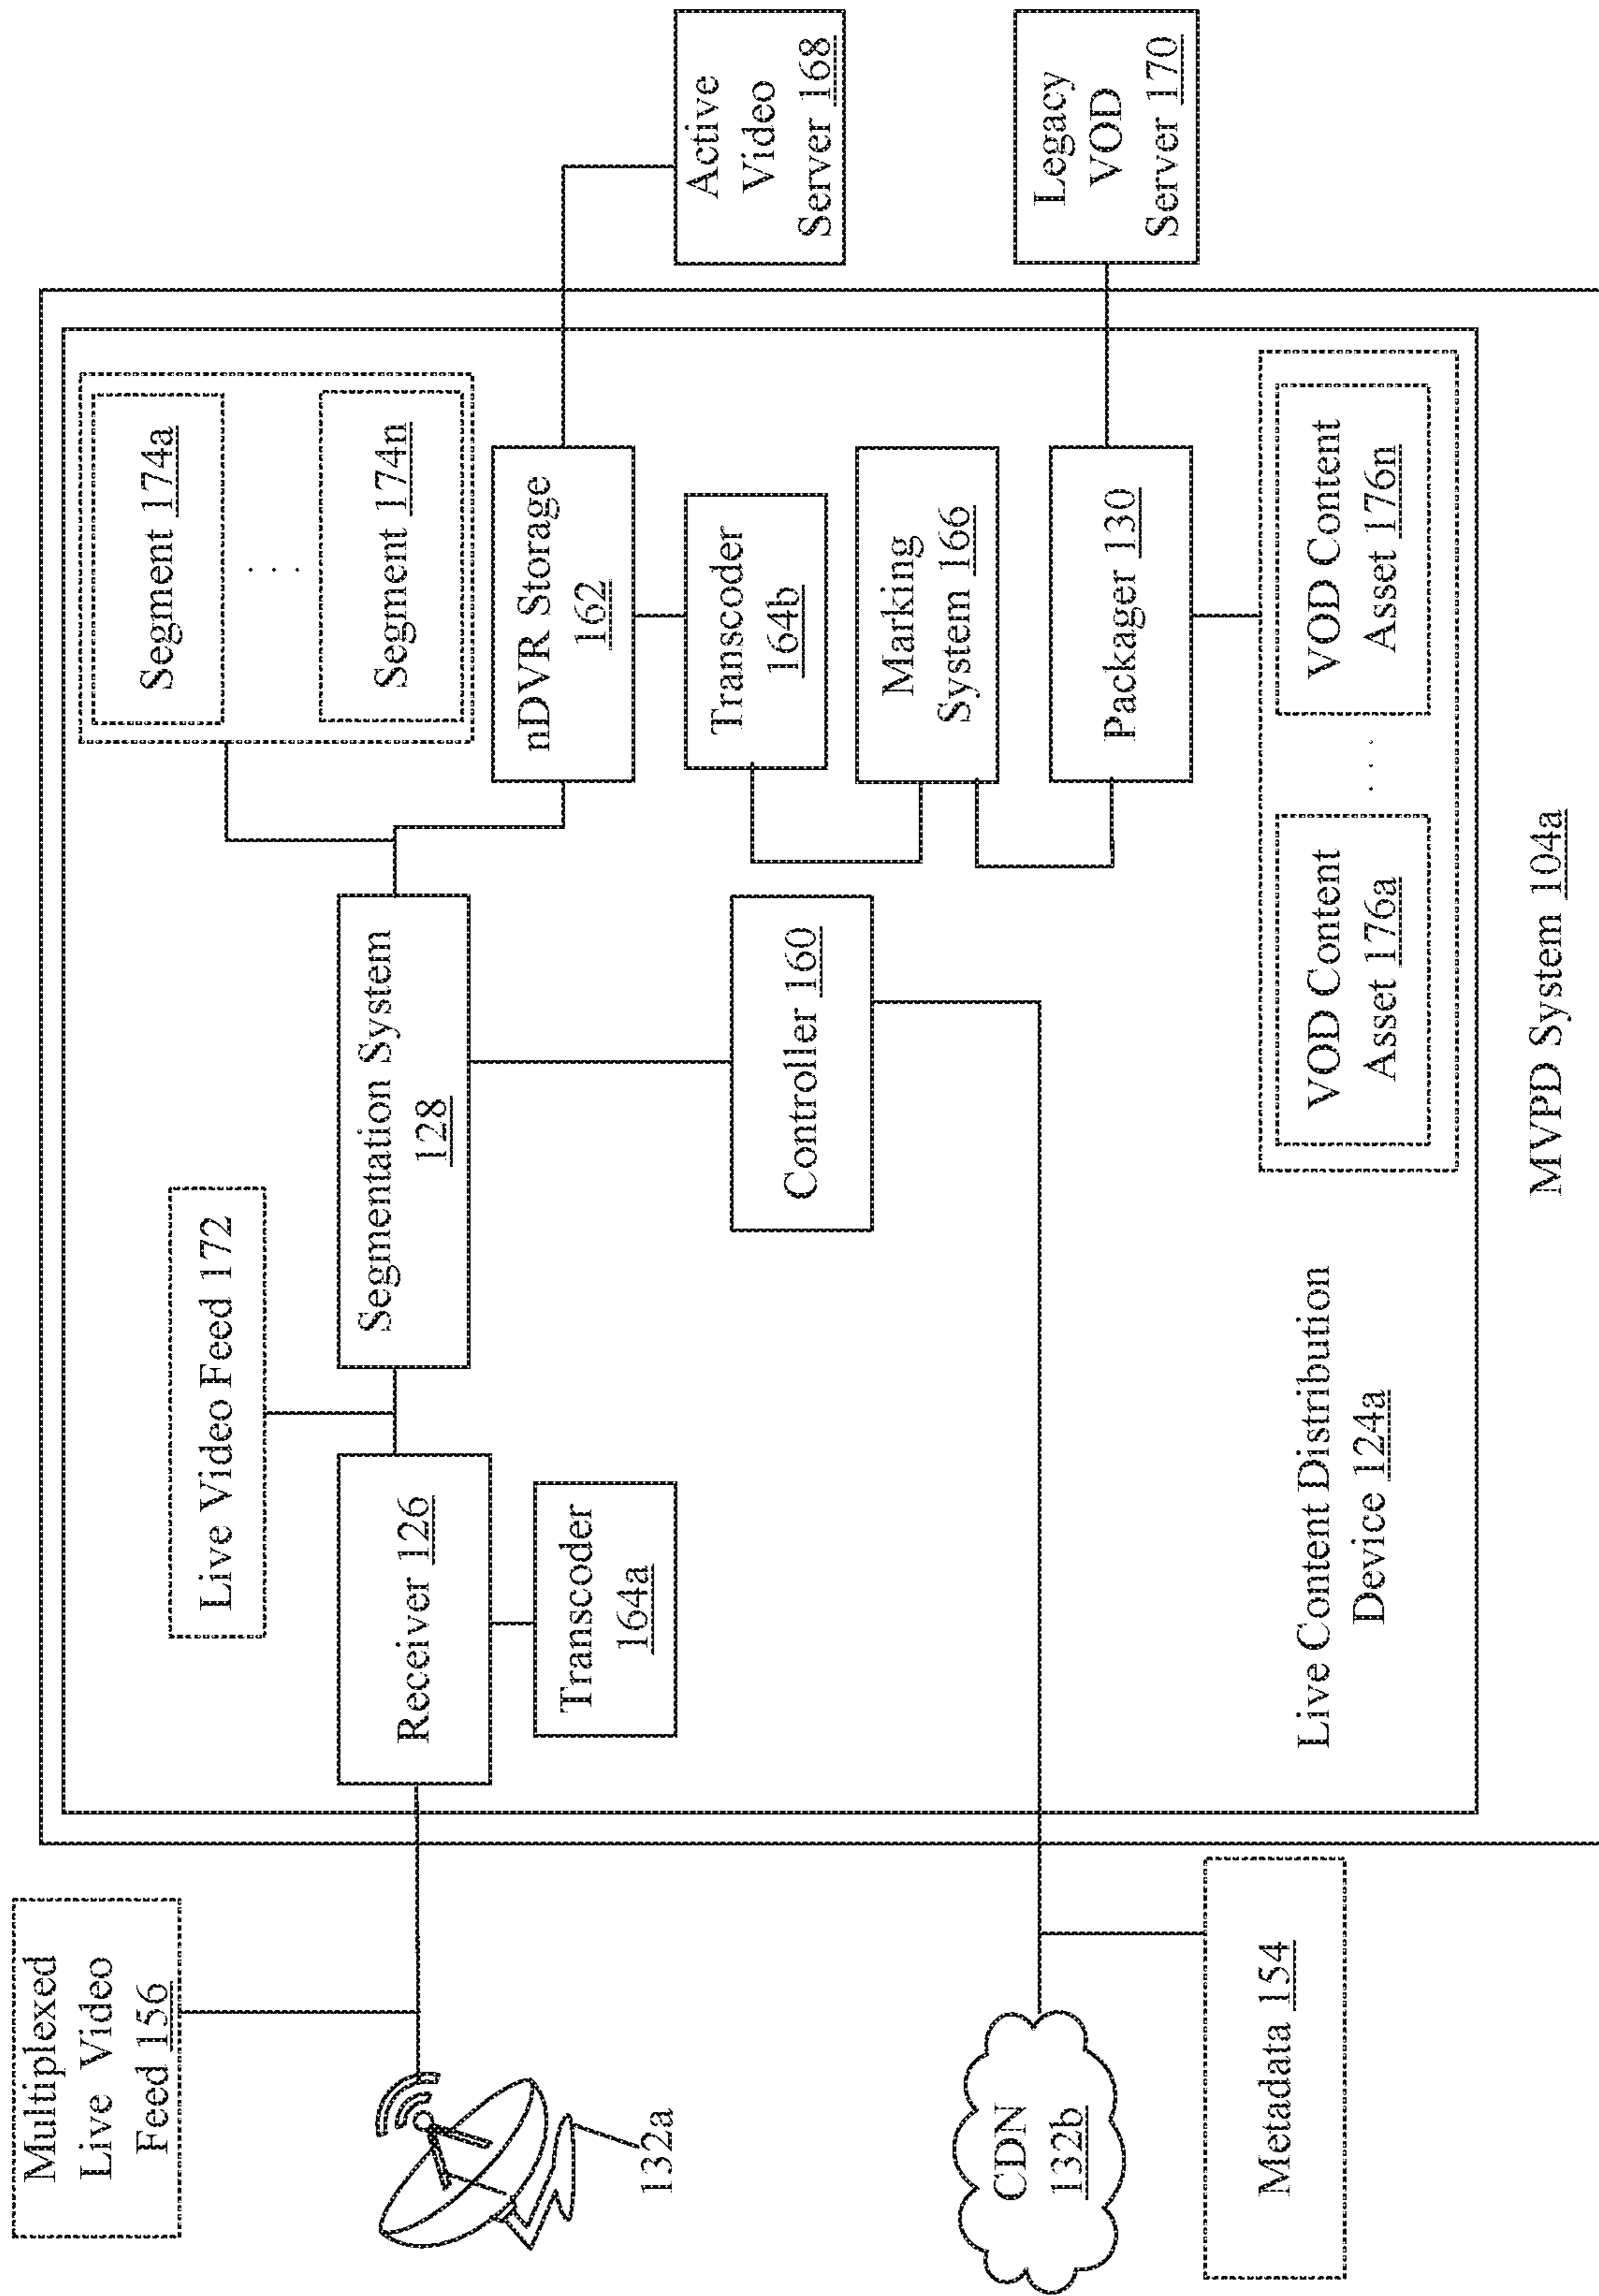 Multiplexed
Live Video
Feed 156
132a
CDN
132b
Metadata 154
Live Video Feed 172
Receiver 126
Transcoder
164a
Segmentation System
128
Controller 160
Segment 174a
. . .
Segment 174n
nDVR Storage
162
Transcoder
164b
Marking
System 166
Packager 130
VOD Content
Asset 176a
. . .
VOD Content
Asset 176n
Live Content Distribution
Device 124a
MVPD System 104a
Active
Video
Server 168
Legacy
VOD
Server 170